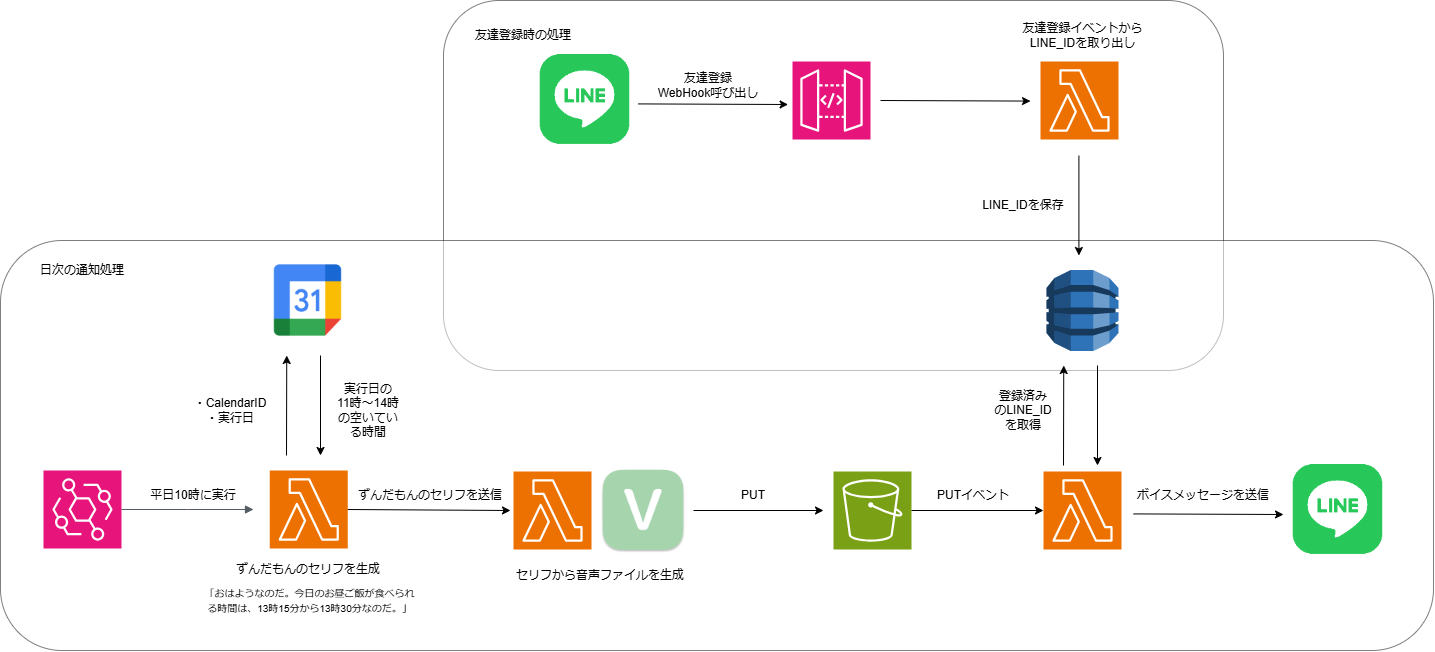 友達登録時の処理
LINE
友達登録
WebHook呼び出し
</>
友達登録イベントから
LINE_IDを取り出し
LINE_IDを保存
日次の通知処理
31
・CalendarID
・実行日
実行日の
11時～14時
の空いてい
る時間
登録済み
のLINE_ID
を取得
平日10時に実行
ずんだもんのセリフを生成
「おはようなのだ。今日のお昼ご飯が食べられ
る時間は、13時15分から13時30分なのだ。」
ずんだもんのセリフを送信
V
セリフから音声ファイルを生成
PUT
PUTイベント
ボイスメッセージを送信
LINE